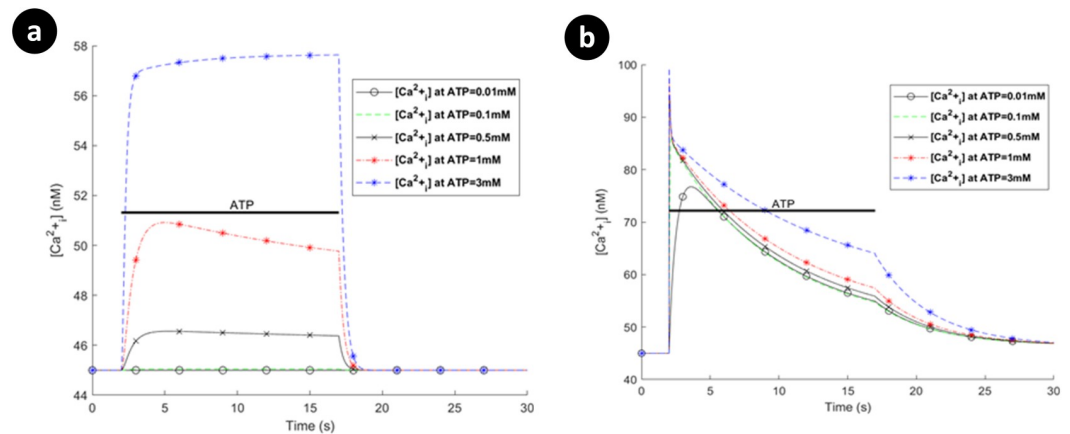 a
58
56
54
52
50
48
46
44
[Ca2+i] (nM)
0 5 10 15 20 25 30
Time (s)
ATP
[Ca2+i] at ATP=0.01mM
[Ca2+i] at ATP=0.1mM
[Ca2+i] at ATP=0.5mM
[Ca2+i] at ATP=1mM
[Ca2+i] at ATP=3mM
b
100
90
80
70
60
50
40
[Ca2+i] (nM)
0 5 10 15 20 25 30
Time (s)
ATP
[Ca2+i] at ATP=0.01mM
[Ca2+i] at ATP=0.1mM
[Ca2+i] at ATP=0.5mM
[Ca2+i] at ATP=1mM
[Ca2+i] at ATP=3mM